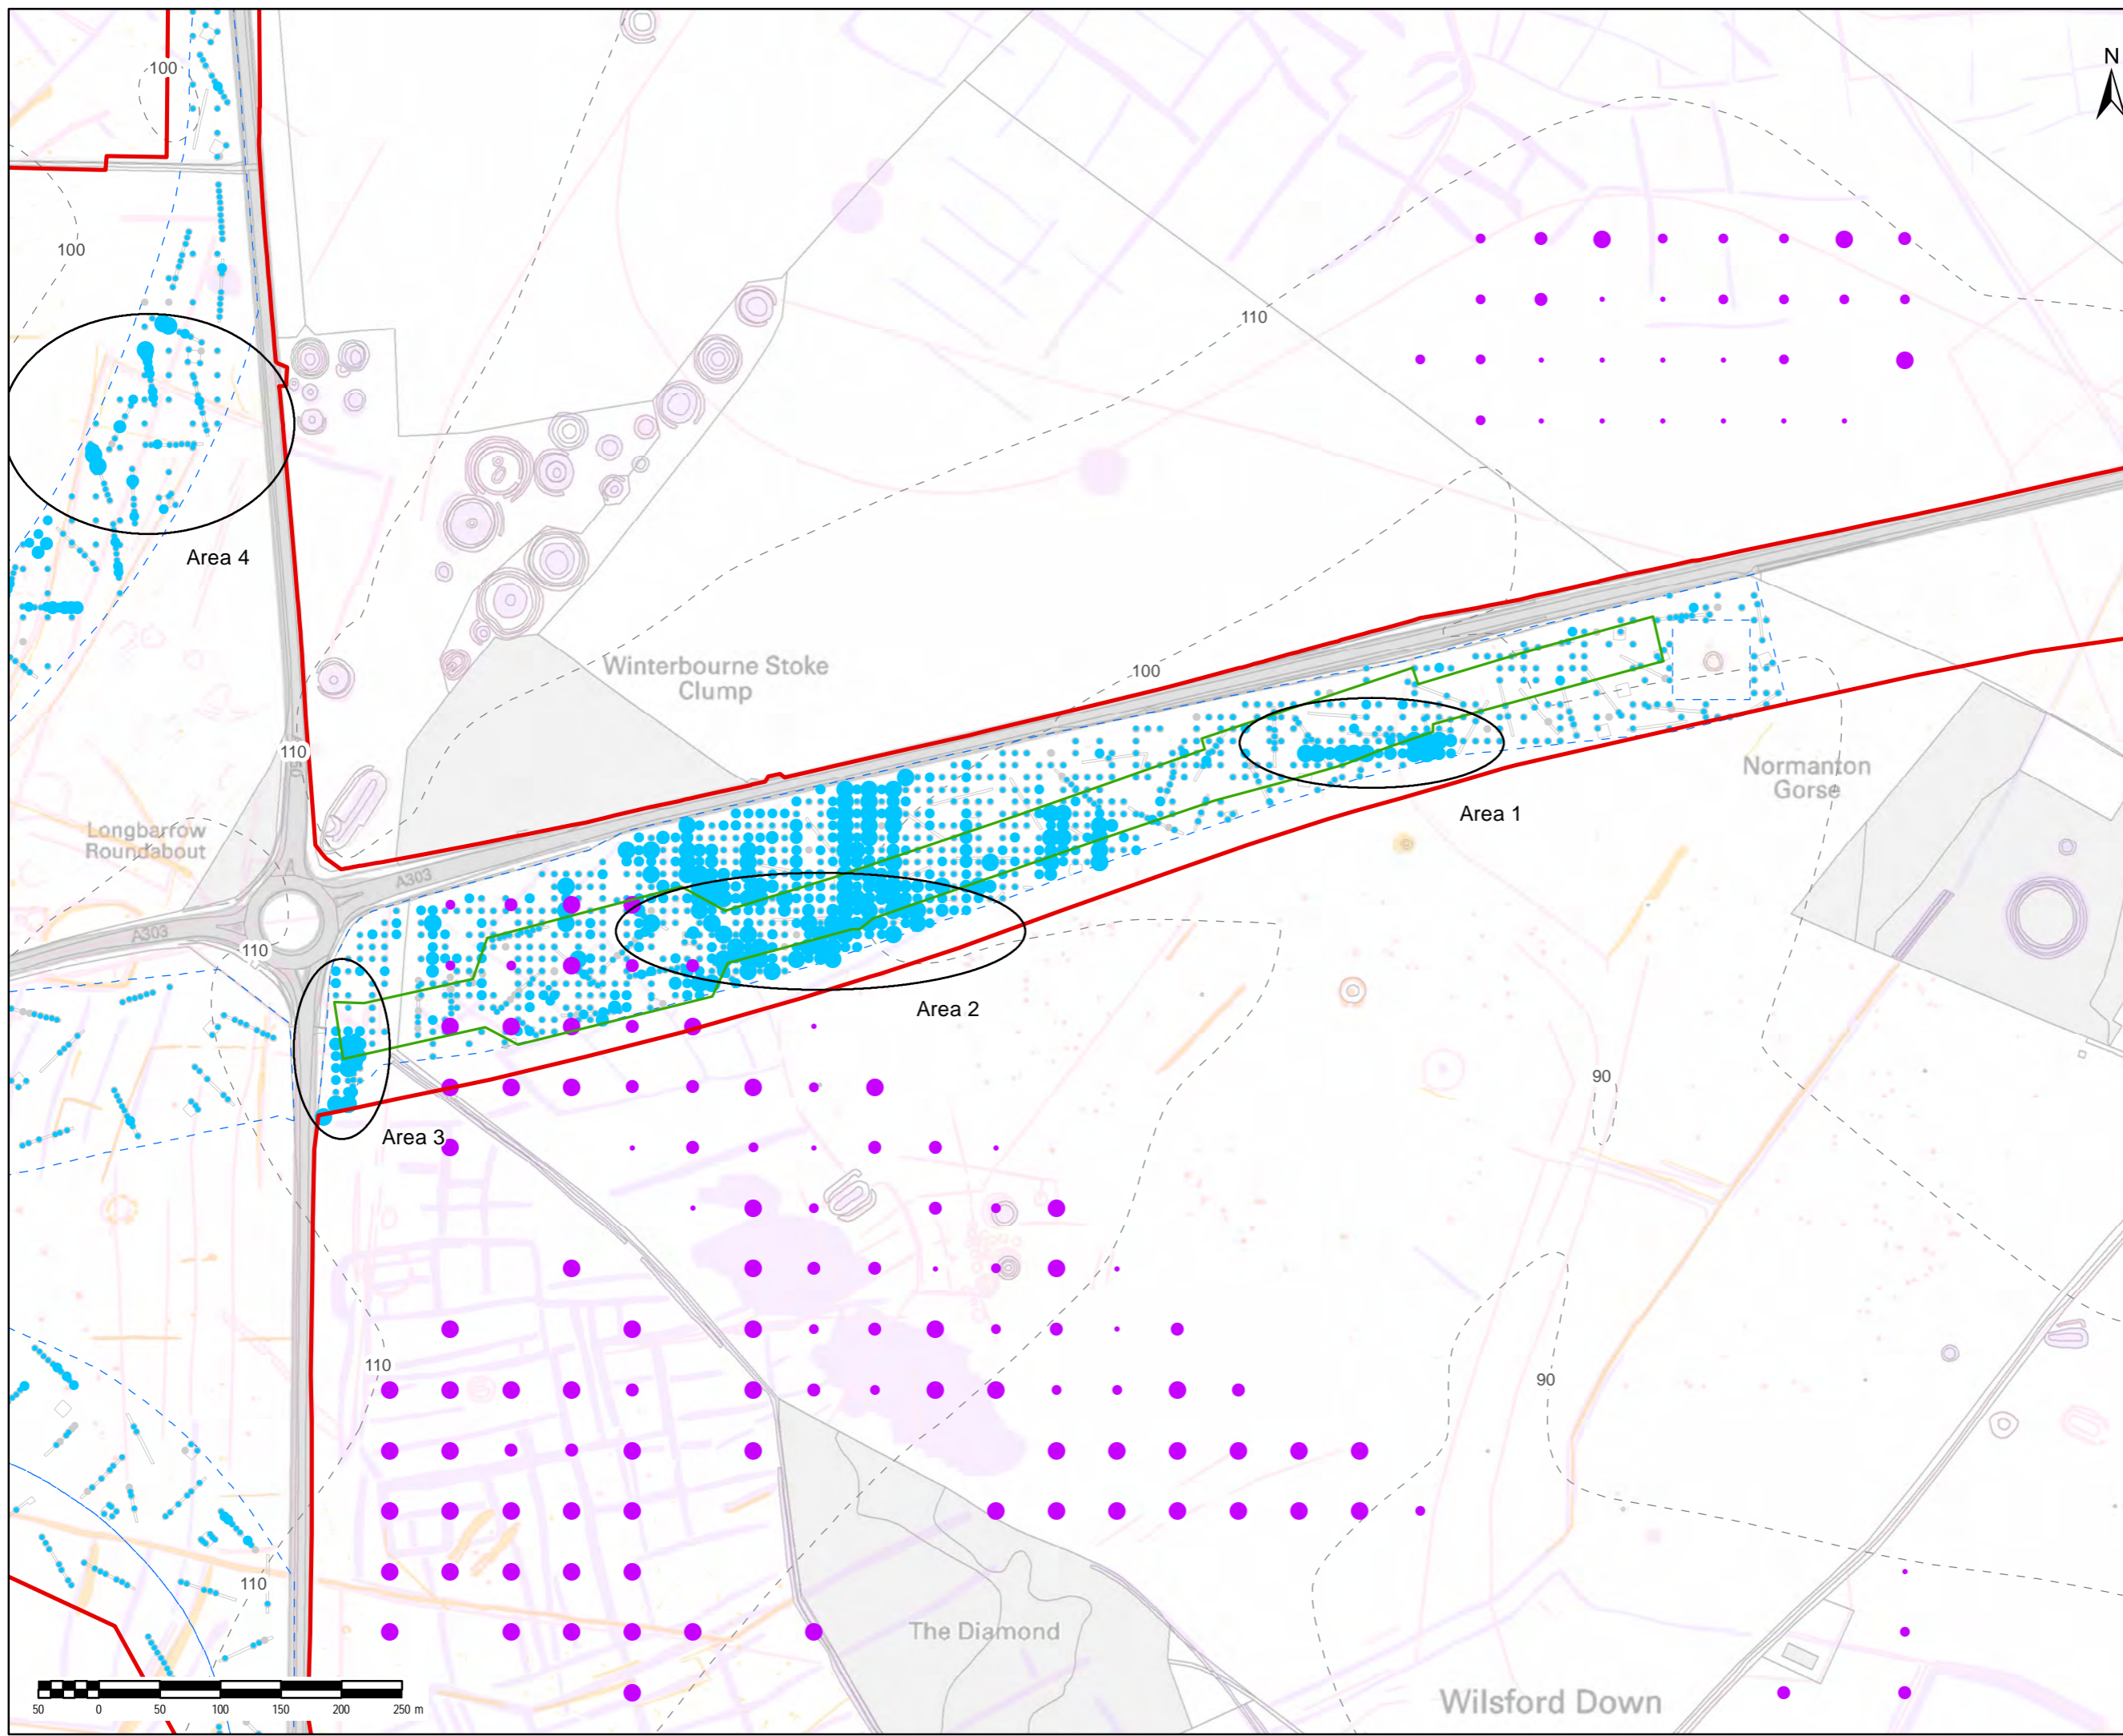 N
100
100
110
Area 4
Winterbourne Stoke
Clump
100
110
Normanton
Gorse
Area 1
Longbarrow
Roundabout
A303
A303
110
Area 2
90
Area 3
110
90
110
The Diamond
Wilsford Down
50 0 50 100 150 200 250 m